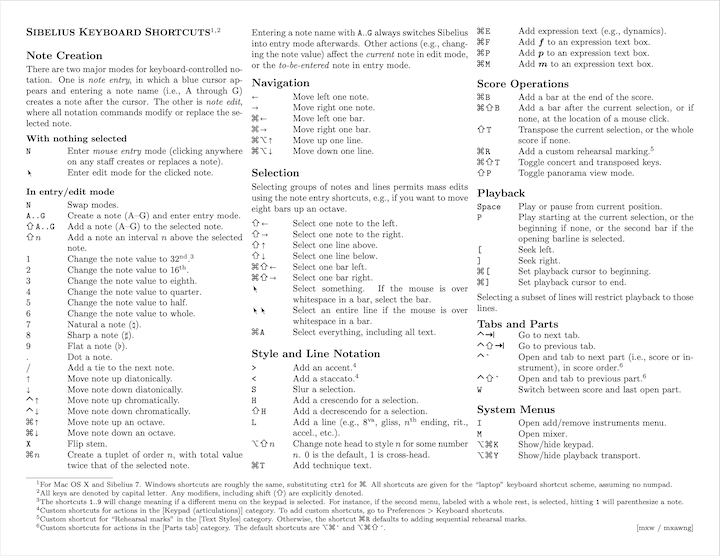 SIBELIUS KEYBOARD SHORTCUTS1,2
Note Creation
There are two major modes for keyboard-controlled no-
tation. One is note entry, in which a blue cursor ap-
pears and entering a note name (i.e., A through G)
creates a note after the cursor. The other is note edit,
where all notation commands modify or replace the se-
lected note.
With nothing selected
N Enter mouse entry mode (clicking anywhere
on any staff creates or replaces a note).
Enter edit mode for the clicked note.
In entry/edit mode
N Swap modes.
A..G Create a note (A–G) and enter entry mode.
⇧A..G Add a note (A–G) to the selected note.
⇧n Add a note an interval n above the selected
note.
1 Change the note value to 32nd.3
2 Change the note value to 16th.
3 Change the note value to eighth.
4 Change the note value to quarter.
5 Change the note value to half.
6 Change the note value to whole.
7 Natural a note (♮).
8 Sharp a note (♯).
9 Flat a note (♭).
. Dot a note.
/ Add a tie to the next note.
↑ Move note up diatonically.
↓ Move note down diatonically.
⌃↑ Move note up chromatically.
⌃↓ Move note down chromatically.
⌘↑ Move note up an octave.
⌘↓ Move note down an octave.
X Flip stem.
⌘n Create a tuplet of order n, with total value
twice that of the selected note.
Entering a note name with A..G always switches Sibelius
into entry mode afterwards. Other actions (e.g., chang-
ing the note value) affect the current note in edit mode,
or the to-be-entered note in entry mode.
Navigation
← Move left one note.
→ Move right one note.
⌘← Move left one bar.
⌘→ Move right one bar.
⌘⌥↑ Move up one line.
⌘⌥↓ Move down one line.
Selection
Selecting groups of notes and lines permits mass edits
using the note entry shortcuts, e.g., if you want to move
eight bars up an octave.
⇧← Select one note to the left.
⇧→ Select one note to the right.
⇧↑ Select one line above.
⇧↓ Select one line below.
⌘⇧← Select one bar left.
⌘⇧→ Select one bar right.
Select something. If the mouse is over
whitespace in a bar, select the bar.
Select an entire line if the mouse is over
whitespace in a bar.
⌘A Select everything, including all text.
Style and Line Notation
> Add an accent.4
< Add a staccato.4
S Slur a selection.
H Add a crescendo for a selection.
⇧H Add a decrescendo for a selection.
L Add a line (e.g., 8va, gliss, nth ending, rit.,
accel., etc.).
⌥⇧n Change note head to style n for some number
n. 0 is the default, 1 is cross-head.
⌘T Add technique text.
⌘E Add expression text (e.g., dynamics).
⌘F Add f to an expression text box.
⌘P Add p to an expression text box.
⌘M Add m to an expression text box.
Score Operations
⌘B Add a bar at the end of the score.
⌘⇧B Add a bar after the current selection, or if
none, at the location of a mouse click.
⇧T Transpose the current selection, or the whole
score if none.
⌘R Add a custom rehearsal marking.5
⌘⇧T Toggle concert and transposed keys.
⇧P Toggle panorama view mode.
Playback
Space Play or pause from current position.
P Play starting at the current selection, or the
beginning if none, or the second bar if the
opening barline is selected.
[ Seek left.
] Seek right.
⌘[ Set playback cursor to beginning.
⌘] Set playback cursor to end.
Selecting a subset of lines will restrict playback to those
lines.
Tabs and Parts
⌃⇥ Go to next tab.
⌃⇧⇥ Go to previous tab.
⌃` Open and tab to next part (i.e., score or in-
strument), in score order.6
⌃⇧` Open and tab to previous part.6
W Switch between score and last open part.
System Menus
I Open add/remove instruments menu.
M Open mixer.
⌥⌘K Show/hide keypad.
⌥⌘Y Show/hide playback transport.
1For Mac OS X and Sibelius 7. Windows shortcuts are roughly the same, substituting ctrl for ⌘. All shortcuts are given for the "laptop" keyboard shortcut scheme, assuming no numpad.
2All keys are denoted by capital letter. Any modifiers, including shift (⇧) are explicitly denoted.
3The shortcuts 1..9 will change meaning if a different menu on the keypad is selected. For instance, if the second menu, labeled with a whole rest, is selected, hitting 1 will parenthesize a note.
4Custom shortcuts for actions in the [Keypad (articulations)] category. To add custom shortcuts, go to Preferences > Keyboard shortcuts.
5Custom shortcut for "Rehearsal marks" in the [Text Styles] category. Otherwise, the shortcut ⌘R defaults to adding sequential rehearsal marks.
6Custom shortcuts for actions in the [Parts tab] category. The default shortcuts are ⌥⌘` and ⌥⌘⇧`.
[mxw / mxawng]